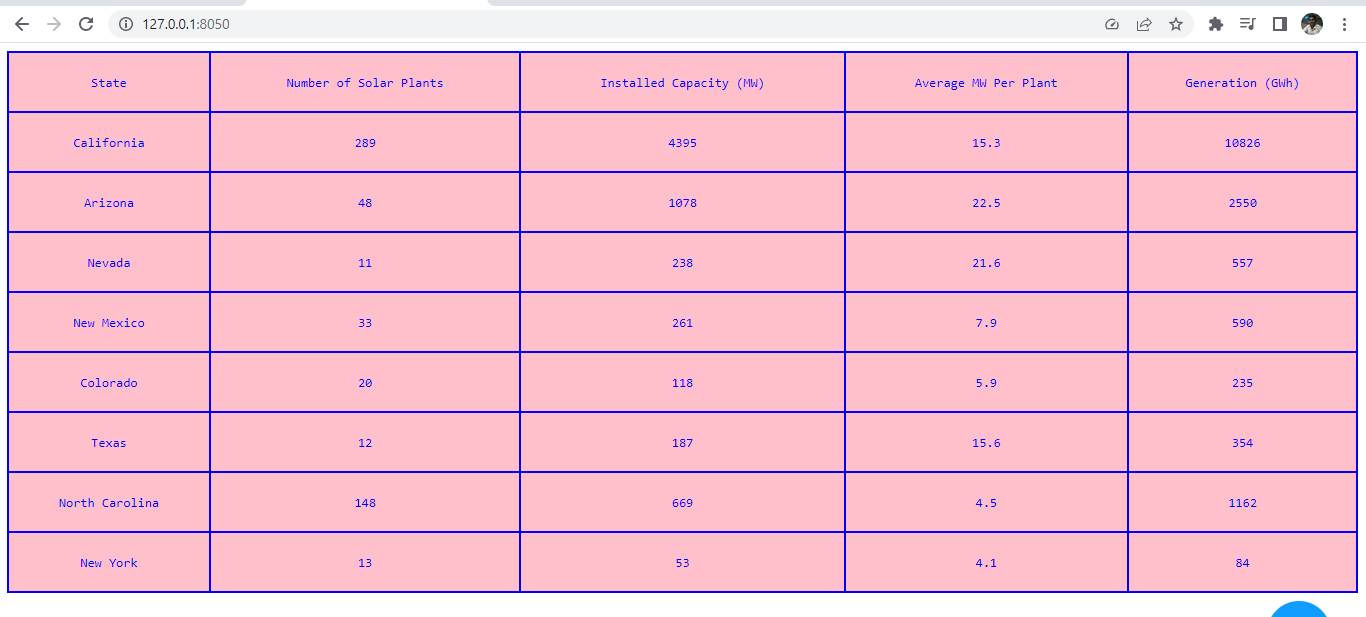 127.0.0.1:8050
State Number of Solar Plants Installed Capacity (MW) Average MW Per Plant Generation (GWh)
California 289 4395 15.3 10826
Arizona 48 1078 22.5 2550
Nevada 11 238 21.6 557
New Mexico 33 261 7.9 590
Colorado 20 118 5.9 235
Texas 12 187 15.6 354
North Carolina 148 669 4.5 1162
New York 13 53 4.1 84